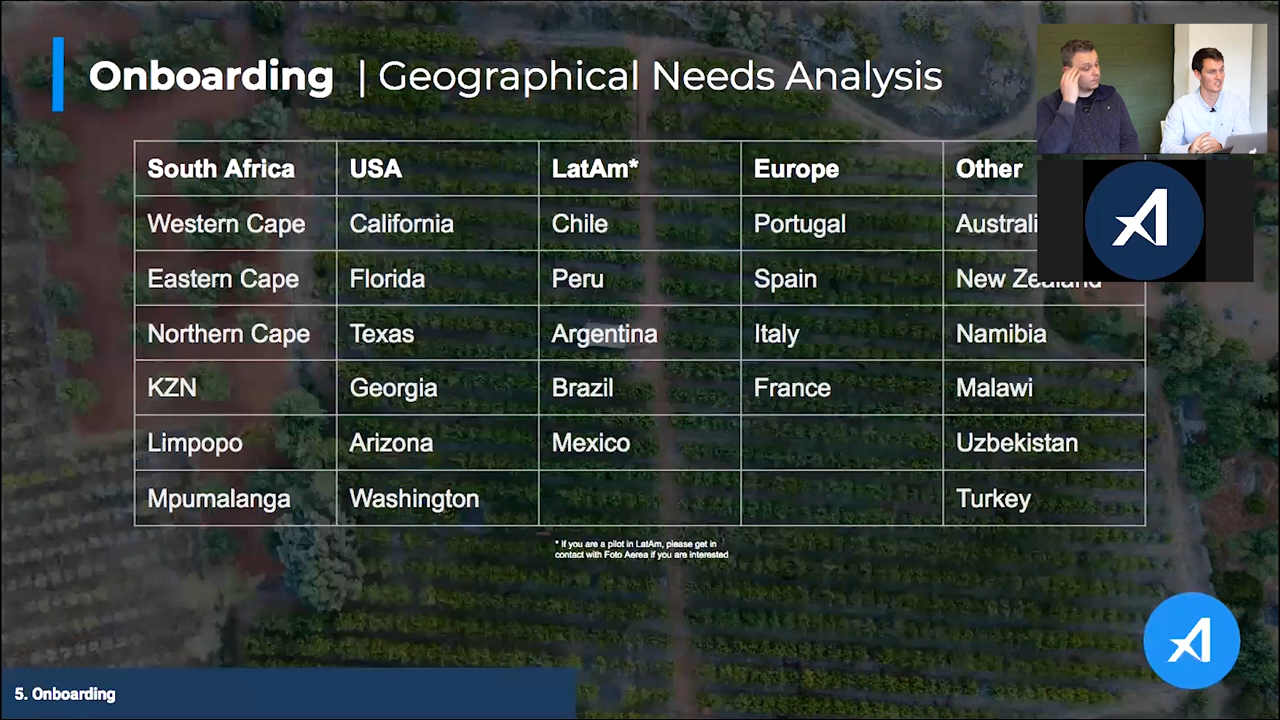 Onboarding | Geographical Needs Analysis
South Africa USA LatAm* Europe Other
Western Cape California Chile Portugal Australi
Eastern Cape Florida Peru Spain New Zealand
Northern Cape Texas Argentina Italy Namibia
KZN Georgia Brazil France Malawi
Limpopo Arizona Mexico Uzbekistan
Mpumalanga Washington Turkey
* If you are a pilot in LatAm, please get in
contact with Foto Aerea if you are interested
5. Onboarding